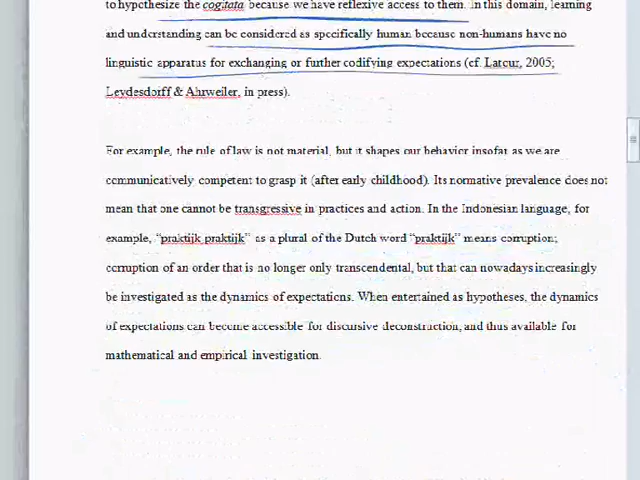 to hypothesize the cogitata because we have reflexive access to them. In this domain, learning
and understanding can be considered as specifically human because non-humans have no
linguistic apparatus for exchanging or further codifying expectations (cf. Latour, 2005;
Leydesdorff & Ahrweiler, in press).
For example, the rule of law is not material, but it shapes our behavior insofar as we are
communicatively competent to grasp it (after early childhood). Its normative prevalence does not
mean that one cannot be transgressive in practices and action. In the Indonesian language, for
example, “praktijk praktijk” as a plural of the Dutch word “praktijk” means corruption;
corruption of an order that is no longer only transcendental, but that can nowadays increasingly
be investigated as the dynamics of expectations. When entertained as hypotheses, the dynamics
of expectations can become accessible for discursive deconstruction, and thus available for
mathematical and empirical investigation.